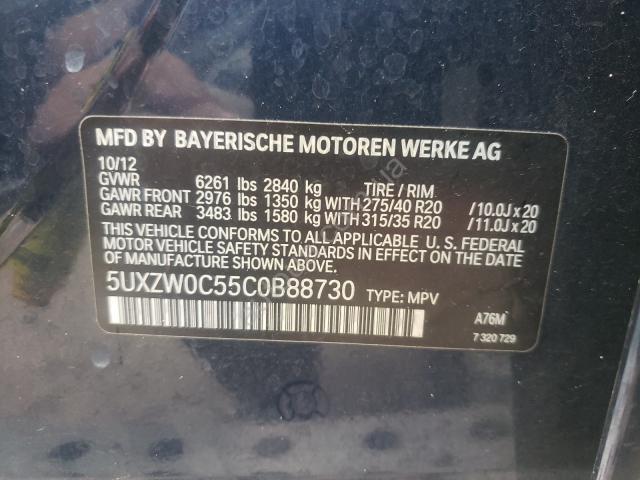 MFD BY BAYERISCHE MOTOREN WERKE AG
10/12
GVWR 6261 lbs 2840 kg TIRE / RIM
GAWR FRONT 2976 lbs 1350 kg WITH 275/40 R20 / 10.0J x 20
GAWR REAR 3483 lbs 1580 kg WITH 315/35 R20 / 11.0J x 20
THIS VEHICLE CONFORMS TO ALL APPLICABLE U. S. FEDERAL
MOTOR VEHICLE SAFETY STANDARDS IN EFFECT ON THE DATE
OF MANUFACTURE SHOWN ABOVE.
5UXZW0C55C0B88730 TYPE: MPV
A76M
7 320 729